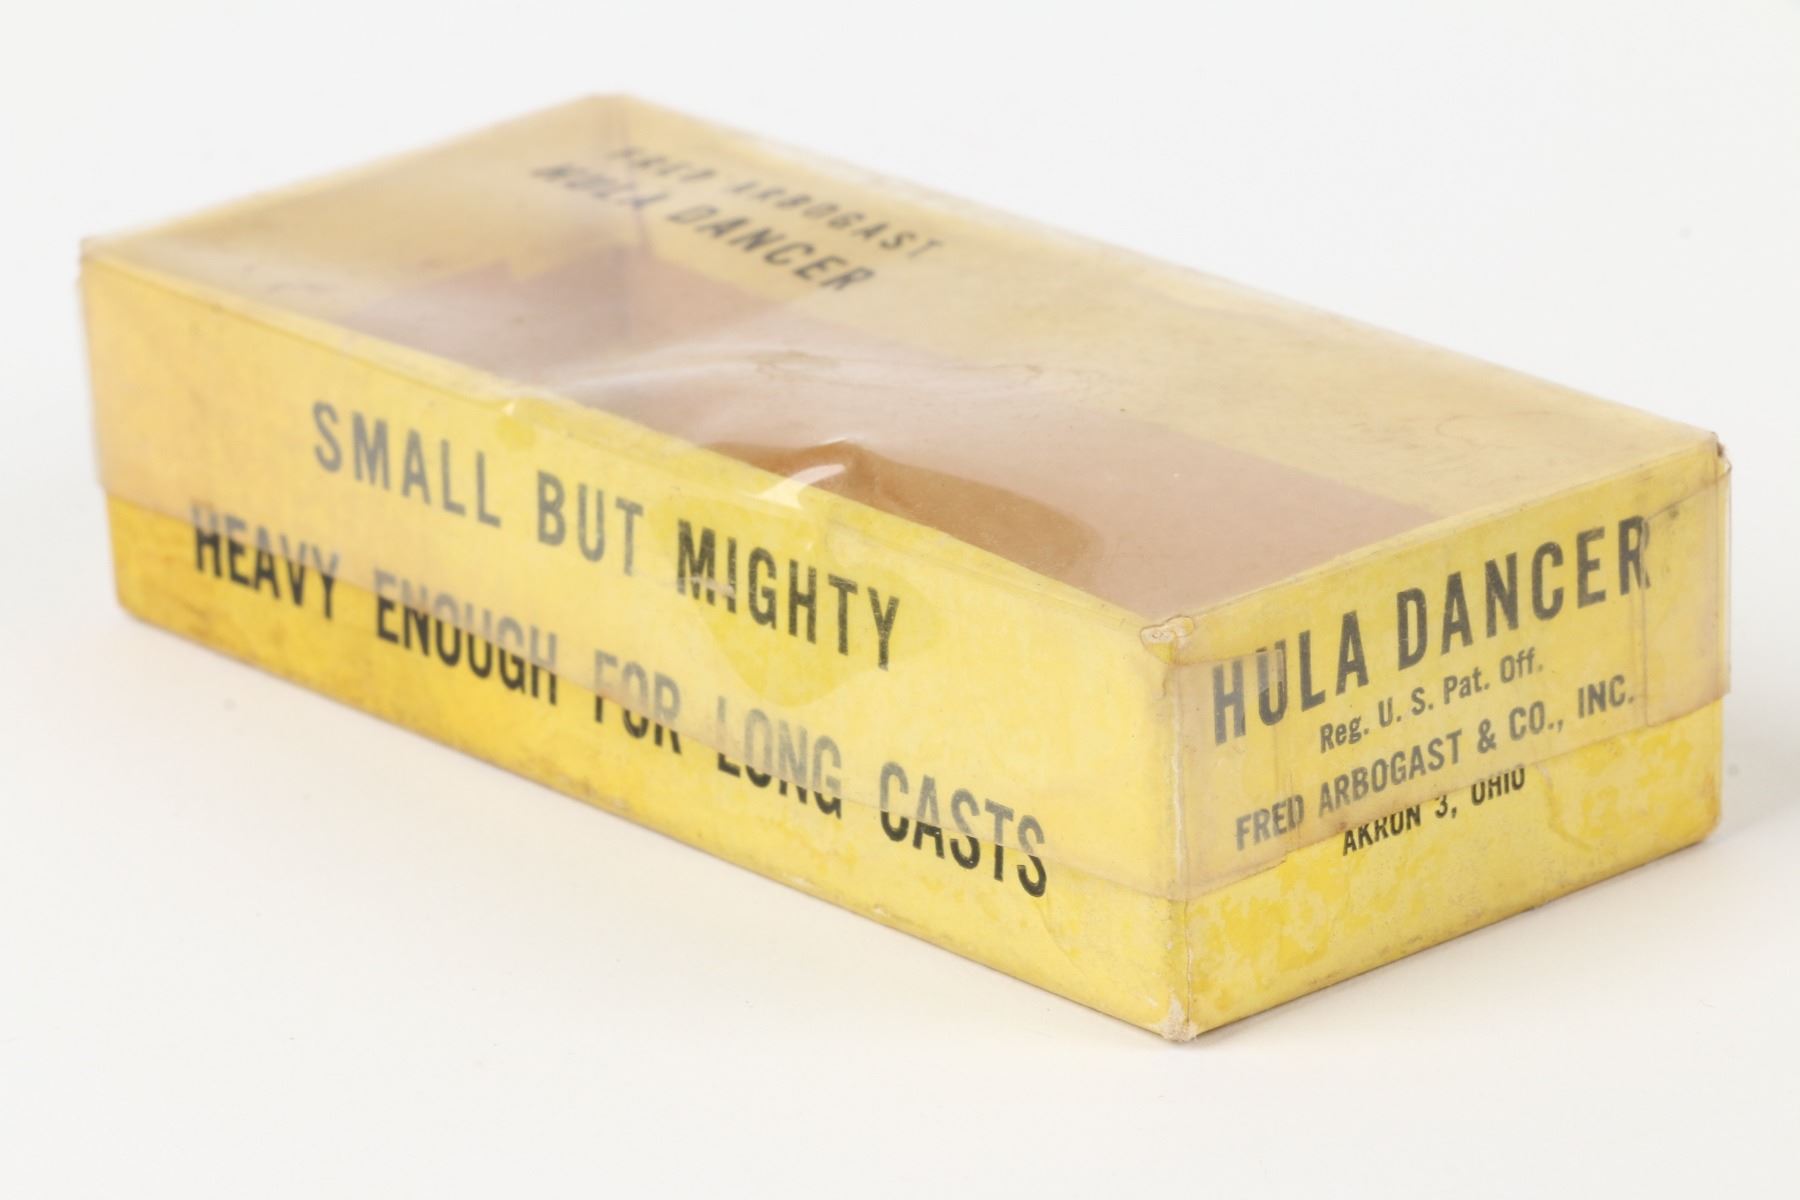 FRED ARBOGAST
HULA DANCER
SMALL BUT MIGHTY
HEAVY ENOUGH FOR LONG CASTS
HULA DANCER
Reg. U. S. Pat. Off.
FRED ARBOGAST & CO., INC.
AKRON 3, OHIO